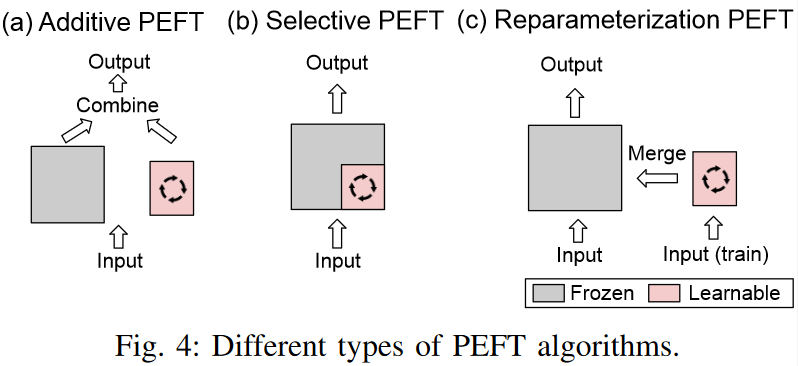 (a) Additive PEFT
Output
Combine
Input
(b) Selective PEFT
Output
Input
(c) Reparameterization PEFT
Output
Merge
Input
Input (train)
Frozen
Learnable
Fig. 4: Different types of PEFT algorithms.